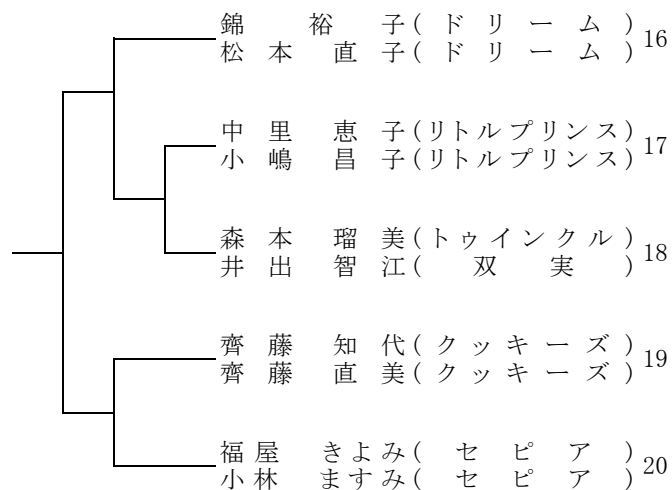 錦 裕子(ドリーム) 16
松本 直子(ドリーム)
中里 恵子(リトルプリンス) 17
小嶋 昌子(リトルプリンス)
森本 瑠美(トゥインクル) 18
井出 智江(双実)
齊藤 知代(クッキーズ) 19
齊藤 直美(クッキーズ)
福屋 きよみ(セピア) 20
小林 ますみ(セピア)